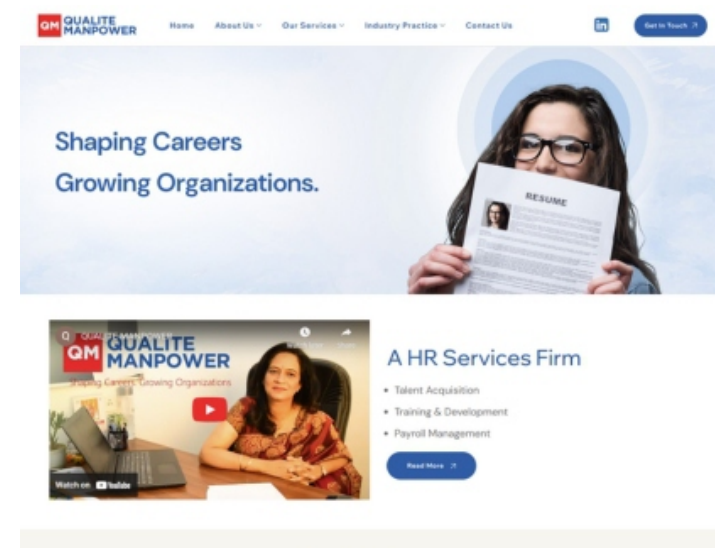 QM QUALITE MANPOWER
Home About Us Our Services Industry Practice Contact Us in Get In Touch
Shaping Careers
Growing Organizations.
RESUME
Q QUALITE MANPOWER
QM QUALITE
MANPOWER
Shaping Careers, Growing Organizations
Watch on YouTube
A HR Services Firm
Talent Acquisition
Training & Development
Payroll Management
Read More